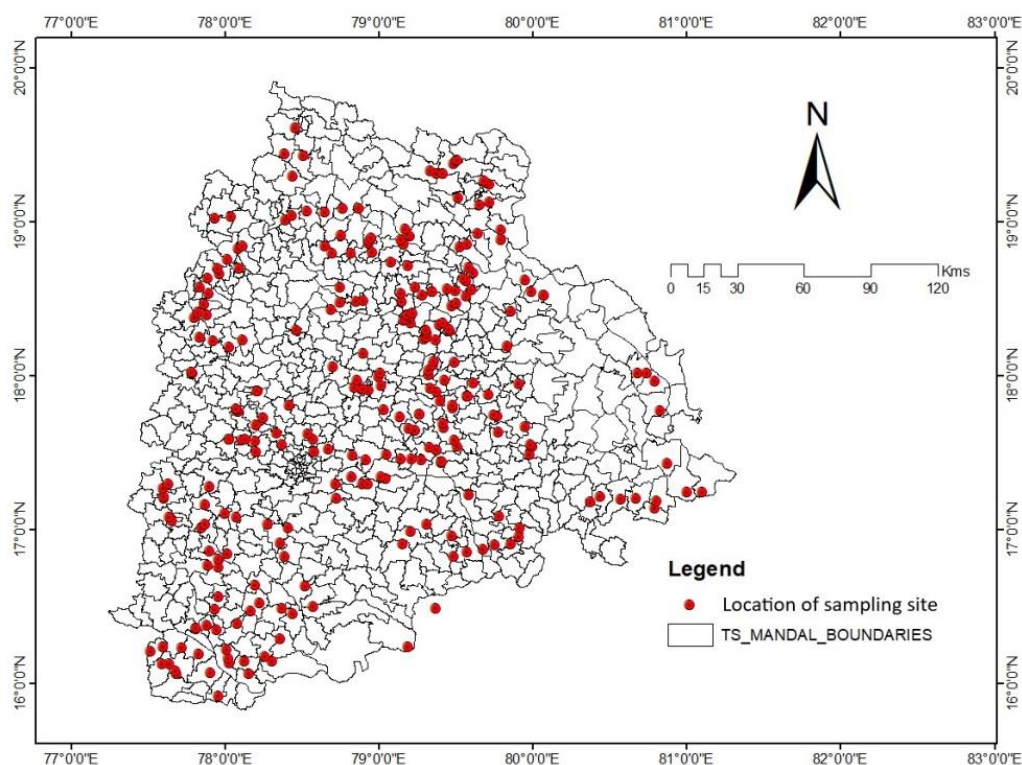 77°0'0"E 78°0'0"E 79°0'0"E 80°0'0"E 81°0'0"E 82°0'0"E 83°0'0"E
20°0'0"N 20°0'0"N
N
19°0'0"N 19°0'0"N
Kms
0 15 30 60 90 120
18°0'0"N 18°0'0"N
17°0'0"N 17°0'0"N
Legend
Location of sampling site
TS_MANDAL_BOUNDARIES
16°0'0"N 16°0'0"N
77°0'0"E 78°0'0"E 79°0'0"E 80°0'0"E 81°0'0"E 82°0'0"E 83°0'0"E